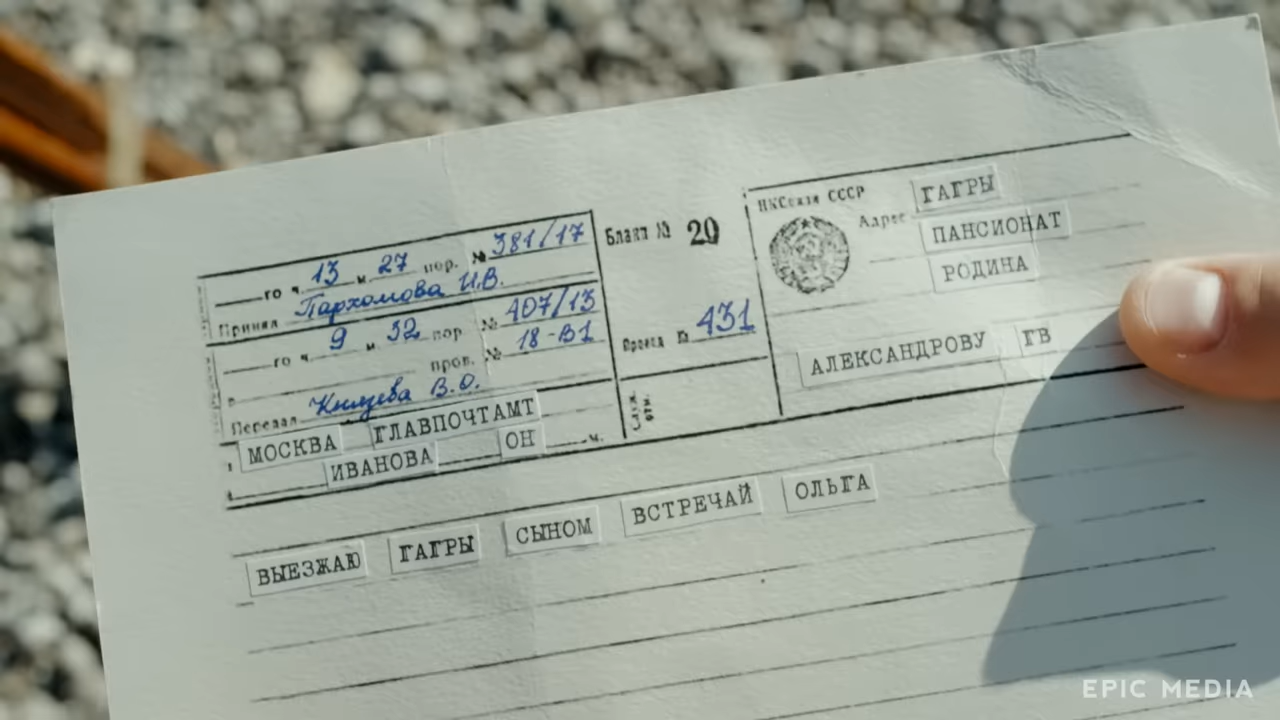 го ч. 13 м 27 пор. № 381/17
Принял Пархомова И.В.
го ч. 9 м 32 пор. № 407/13
пров. № 18-В1
Передал Князева В.О.
МОСКВА ГЛАВПОЧТАМТ
ИВАНОВА ОН ч.
Бланк № 20
№ 431
НКСвязи СССР
Адрес ГАГРЫ
ПАНСИОНАТ
РОДИНА
АЛЕКСАНДРОВУ ГВ
ВЫЕЗЖАЮ ГАГРЫ СЫНОМ ВСТРЕЧАЙ ОЛЬГА
EPIC MEDIA